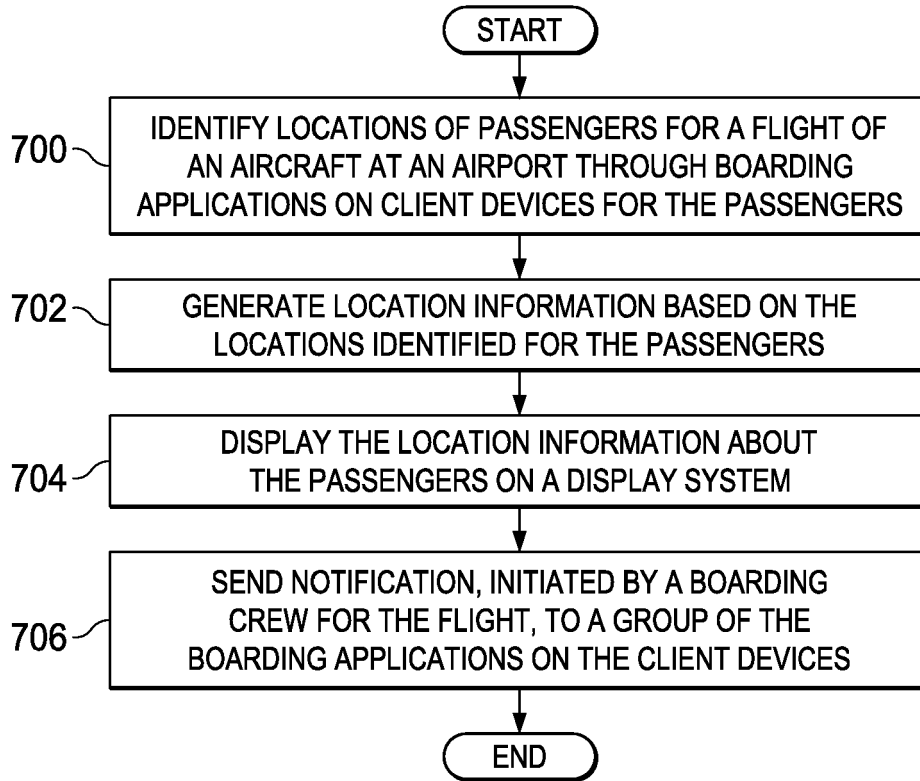 START
700
IDENTIFY LOCATIONS OF PASSENGERS FOR A FLIGHT OF
AN AIRCRAFT AT AN AIRPORT THROUGH BOARDING
APPLICATIONS ON CLIENT DEVICES FOR THE PASSENGERS
702
GENERATE LOCATION INFORMATION BASED ON THE
LOCATIONS IDENTIFIED FOR THE PASSENGERS
704
DISPLAY THE LOCATION INFORMATION ABOUT
THE PASSENGERS ON A DISPLAY SYSTEM
706
SEND NOTIFICATION, INITIATED BY A BOARDING
CREW FOR THE FLIGHT, TO A GROUP OF THE
BOARDING APPLICATIONS ON THE CLIENT DEVICES
END